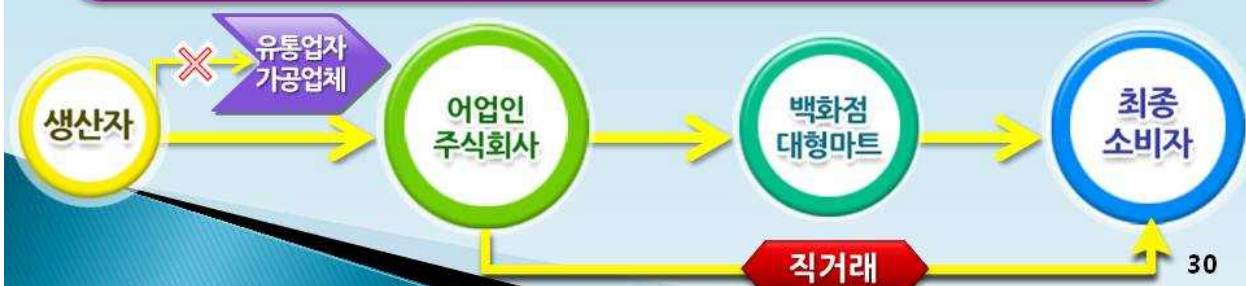 유통업자
가공업체
생산자
어업인
주식회사
백화점
대형마트
최종
소비자
직거래
30